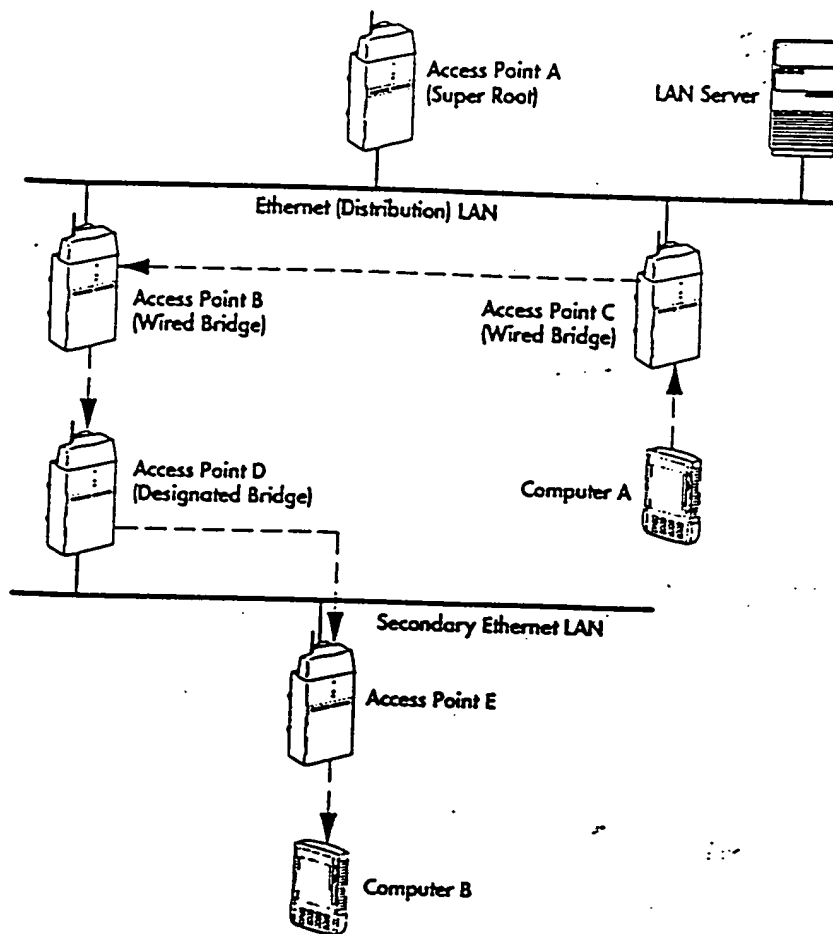 Access Point A
(Super Root)
LAN Server
Ethernet (Distribution) LAN
Access Point B
(Wired Bridge)
Access Point C
(Wired Bridge)
Access Point D
(Designated Bridge)
Computer A
Secondary Ethernet LAN
Access Point E
Computer B